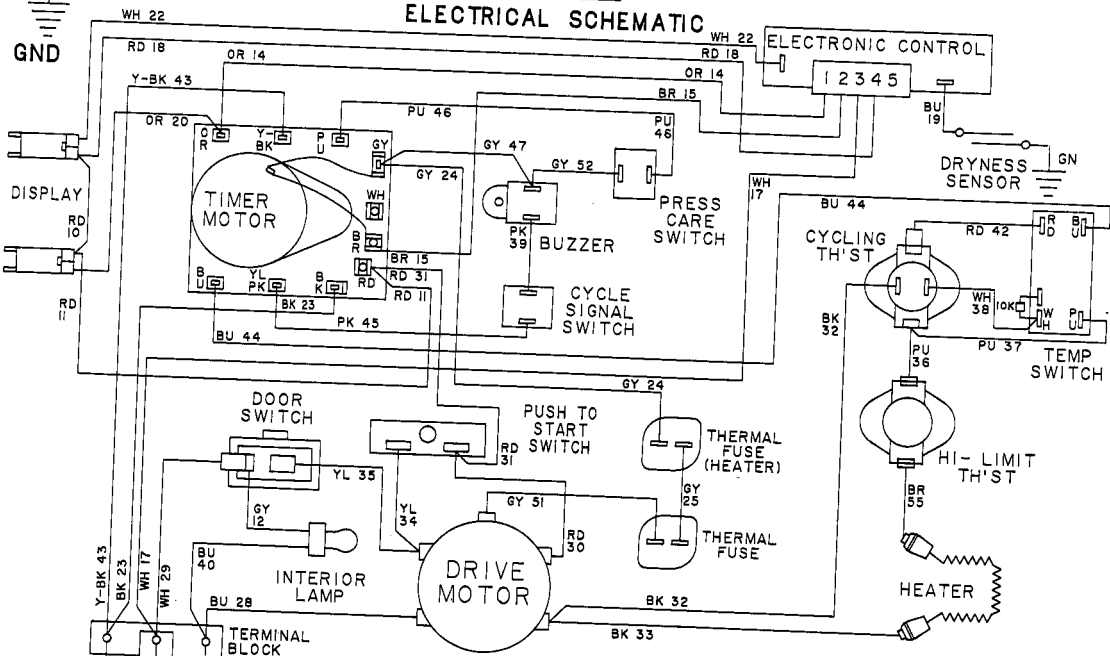 ELECTRICAL SCHEMATIC
GND
WH 22
RD 18
OR 14
Y-BK 43
OR 20
WH 22
RD 18
OR 14
BR 15
PU 46
PU
46
ELECTRONIC CONTROL
1 2 3 4 5
BU
19
GN
DRYNESS
SENSOR
DISPLAY
RD
10
RD
11
O
R
Y-
BK
P
U
GY
WH
B
R
RD
B
U
YL
PK
B
K
TIMER
MOTOR
GY 47
GY 24
GY 52
PRESS
CARE
SWITCH
PK
39
BUZZER
CYCLE
SIGNAL
SWITCH
BR 15
RD 31
RD 11
BK 23
PK 45
BU 44
WH
17
BU 44
CYCLING
TH'ST
RD 42
R
D
B
U
WH
38
10K
W
H
P
U
BK
32
PU
36
PU 37
TEMP
SWITCH
GY 24
DOOR
SWITCH
PUSH TO
START
SWITCH
RD
31
THERMAL
FUSE
(HEATER)
HI-LIMIT
TH'ST
YL 35
GY
12
YL
34
GY 51
RD
30
GY
25
THERMAL
FUSE
BR
55
BU
40
INTERIOR
LAMP
DRIVE
MOTOR
HEATER
Y-BK 43
BK 23
WH 17
WH 29
BU 28
BK 32
BK 33
TERMINAL
BLOCK